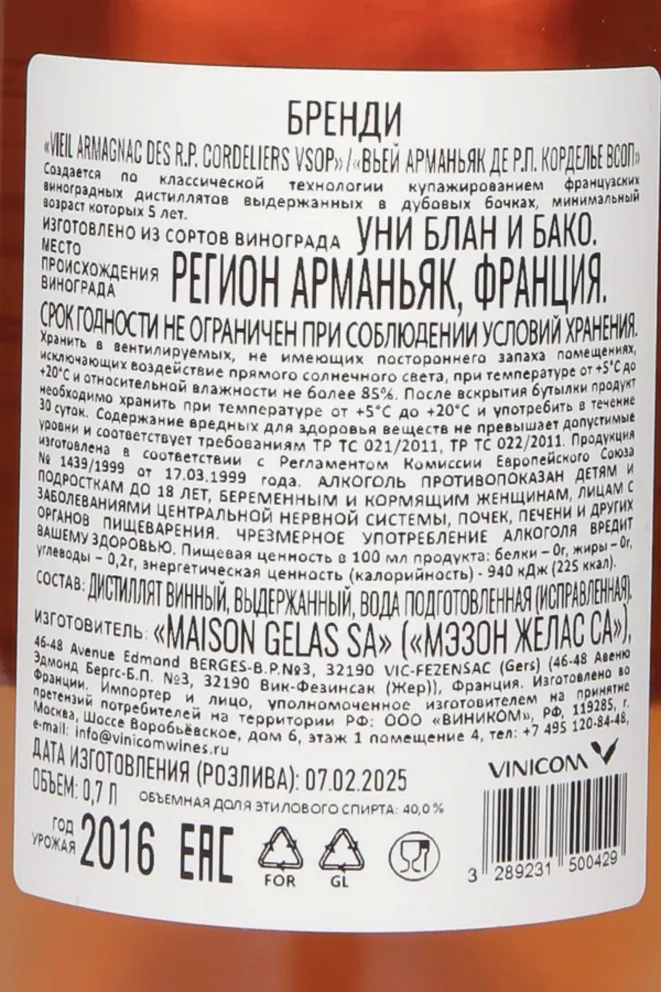 БРЕНДИ
«VIEIL ARMAGNAC DES R.P. CORDELIERS VSOP»/«ВЬЕЙ АРМАНЬЯК ДЕ Р.П. КОРДЕЛЬЕ ВСОП»
Создается по классической технологии купажированием французских
виноградных дистиллятов выдержанных в дубовых бочках, минимальный
возраст которых 5 лет.
ИЗГОТОВЛЕНО ИЗ СОРТОВ ВИНОГРАДА УНИ БЛАН И БАКО.
МЕСТО
ПРОИСХОЖДЕНИЯ
ВИНОГРАДА
РЕГИОН АРМАНЬЯК, ФРАНЦИЯ.
СРОК ГОДНОСТИ НЕ ОГРАНИЧЕН ПРИ СОБЛЮДЕНИИ УСЛОВИЙ ХРАНЕНИЯ.
Хранить в вентилируемых, не имеющих постороннего запаха помещениях,
исключающих воздействие прямого солнечного света, при температуре от +5°С до
+20°С и относительной влажности не более 85%. После вскрытия бутылки продукт
необходимо хранить при температуре от +5°С до +20°С и употребить в течение
30 суток. Содержание вредных для здоровья веществ не превышает допустимые
уровни и соответствует требованиям ТР ТС 021/2011, ТР ТС 022/2011. Продукция
изготовлена в соответствии с Регламентом Комиссии Европейского Союза
№ 1439/1999 от 17.03.1999 года. АЛКОГОЛЬ ПРОТИВОПОКАЗАН ДЕТЯМ И
ПОДРОСТКАМ ДО 18 ЛЕТ, БЕРЕМЕННЫМ И КОРМЯЩИМ ЖЕНЩИНАМ, ЛИЦАМ С
ЗАБОЛЕВАНИЯМИ ЦЕНТРАЛЬНОЙ НЕРВНОЙ СИСТЕМЫ, ПОЧЕК, ПЕЧЕНИ И ДРУГИХ
ОРГАНОВ ПИЩЕВАРЕНИЯ. ЧРЕЗМЕРНОЕ УПОТРЕБЛЕНИЕ АЛКОГОЛЯ ВРЕДИТ
ВАШЕМУ ЗДОРОВЬЮ. Пищевая ценность в 100 мл продукта: белки – 0г, жиры – 0г,
углеводы – 0,2г, энергетическая ценность (калорийность) - 940 кДж (225 ккал).
СОСТАВ: ДИСТИЛЛЯТ ВИННЫЙ, ВЫДЕРЖАННЫЙ, ВОДА ПОДГОТОВЛЕННАЯ (ИСПРАВЛЕННАЯ).
ИЗГОТОВИТЕЛЬ: «MAISON GELAS SA» («МЭЗОН ЖЕЛАС СА»),
46-48 Avenue Edmond BERGES-B.P.№3, 32190 VIC-FEZENSAC (Gers) (46-48 Авеню
Эдмонд Бергс-Б.П. №3, 32190 Вик-Фезинсак (Жер)), Франция. Изготовлено во
Франции. Импортер и лицо, уполномоченное изготовителем на принятие
претензий потребителей на территории РФ: ООО «ВИНИКОМ», РФ, 119285, г.
Москва, Шоссе Воробьёвское, дом 6, этаж 1 помещение 4, тел: +7 495 120-84-48,
e-mail: info@vinicomwines.ru
ДАТА ИЗГОТОВЛЕНИЯ (РОЗЛИВА): 07.02.2025
VINICOM
ОБЪЕМ: 0,7 Л ОБЪЕМНАЯ ДОЛЯ ЭТИЛОВОГО СПИРТА: 40,0 %
ГОД
УРОЖАЯ 2016 EAC
FOR GL
3 289231 500429